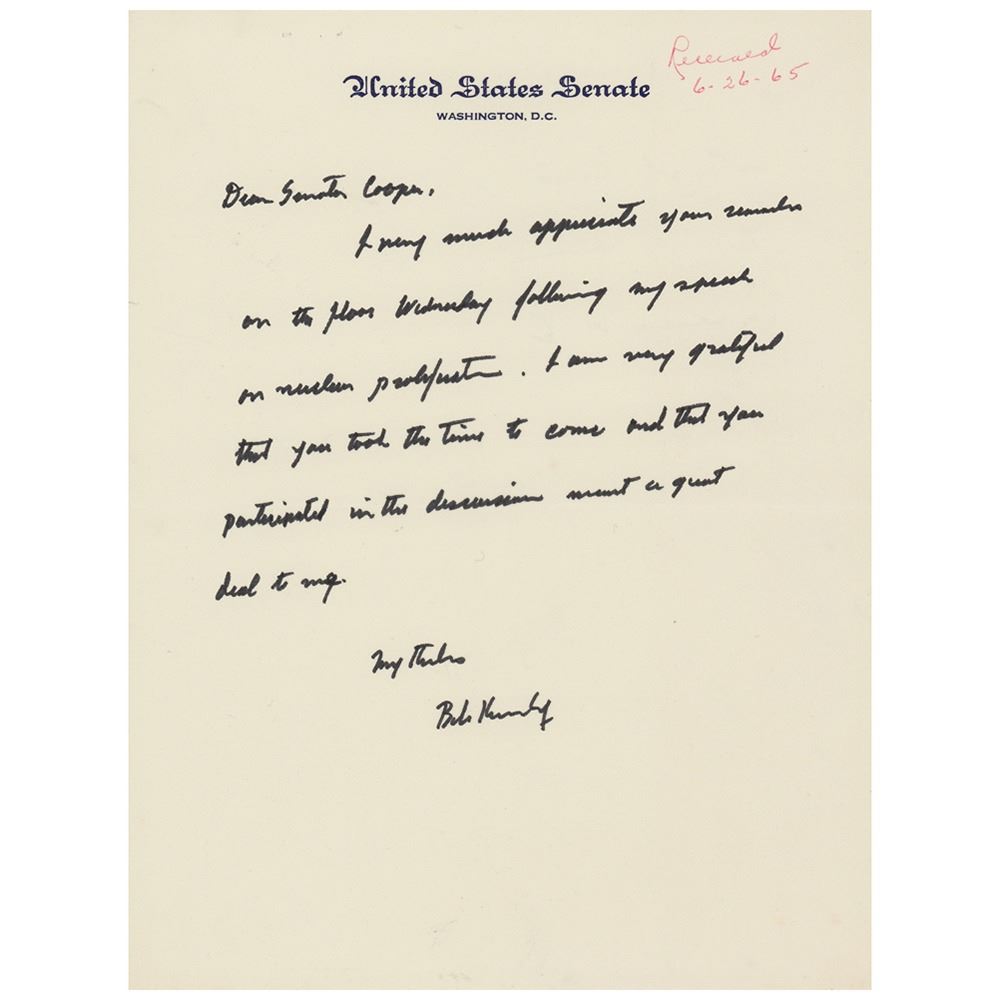 Received
6-26-65
United States Senate
WASHINGTON, D.C.
Dear Senator Cooper,
I very much appreciate your remarks
on the floor Wednesday following my speech
on nuclear proliferation. I am very grateful
that you took the time to come and that you
participated in the discussion meant a great
deal to me.
My thanks
Bob Kennedy